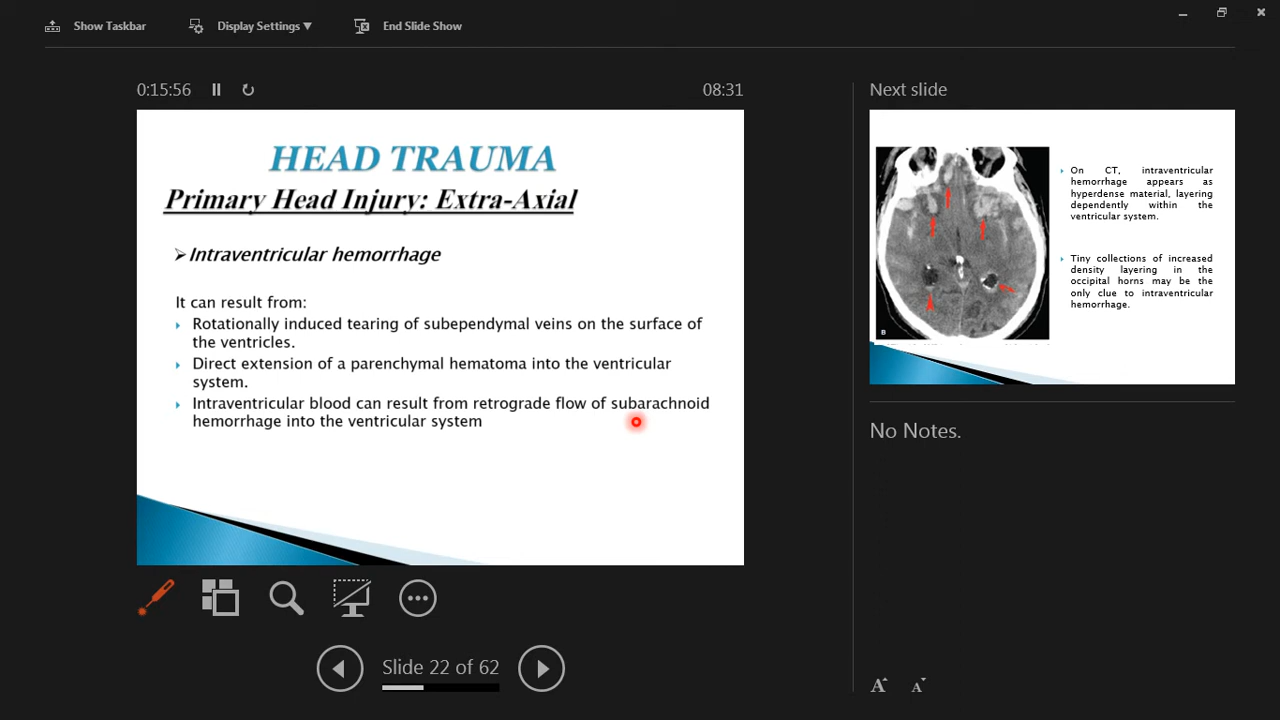 Show Taskbar
Display Settings ▼
End Slide Show
0:15:56
08:31
HEAD TRAUMA
Primary Head Injury: Extra-Axial
➢Intraventricular hemorrhage
It can result from:
Rotationally induced tearing of subependymal veins on the surface of
the ventricles.
Direct extension of a parenchymal hematoma into the ventricular
system.
Intraventricular blood can result from retrograde flow of subarachnoid
hemorrhage into the ventricular system
Slide 22 of 62
Next slide
On CT, intraventricular
hemorrhage appears as
hyperdense material, layering
dependently within the
ventricular system.
Tiny collections of increased
density layering in the
occipital horns may be the
only clue to intraventricular
hemorrhage.
B
No Notes.
A A